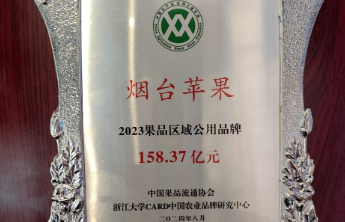 烟台苹果
2023果品区域公用品牌
158.37亿元
中国果品流通协会
浙江大学CARD中国农业品牌研究中心
二〇二四年八月